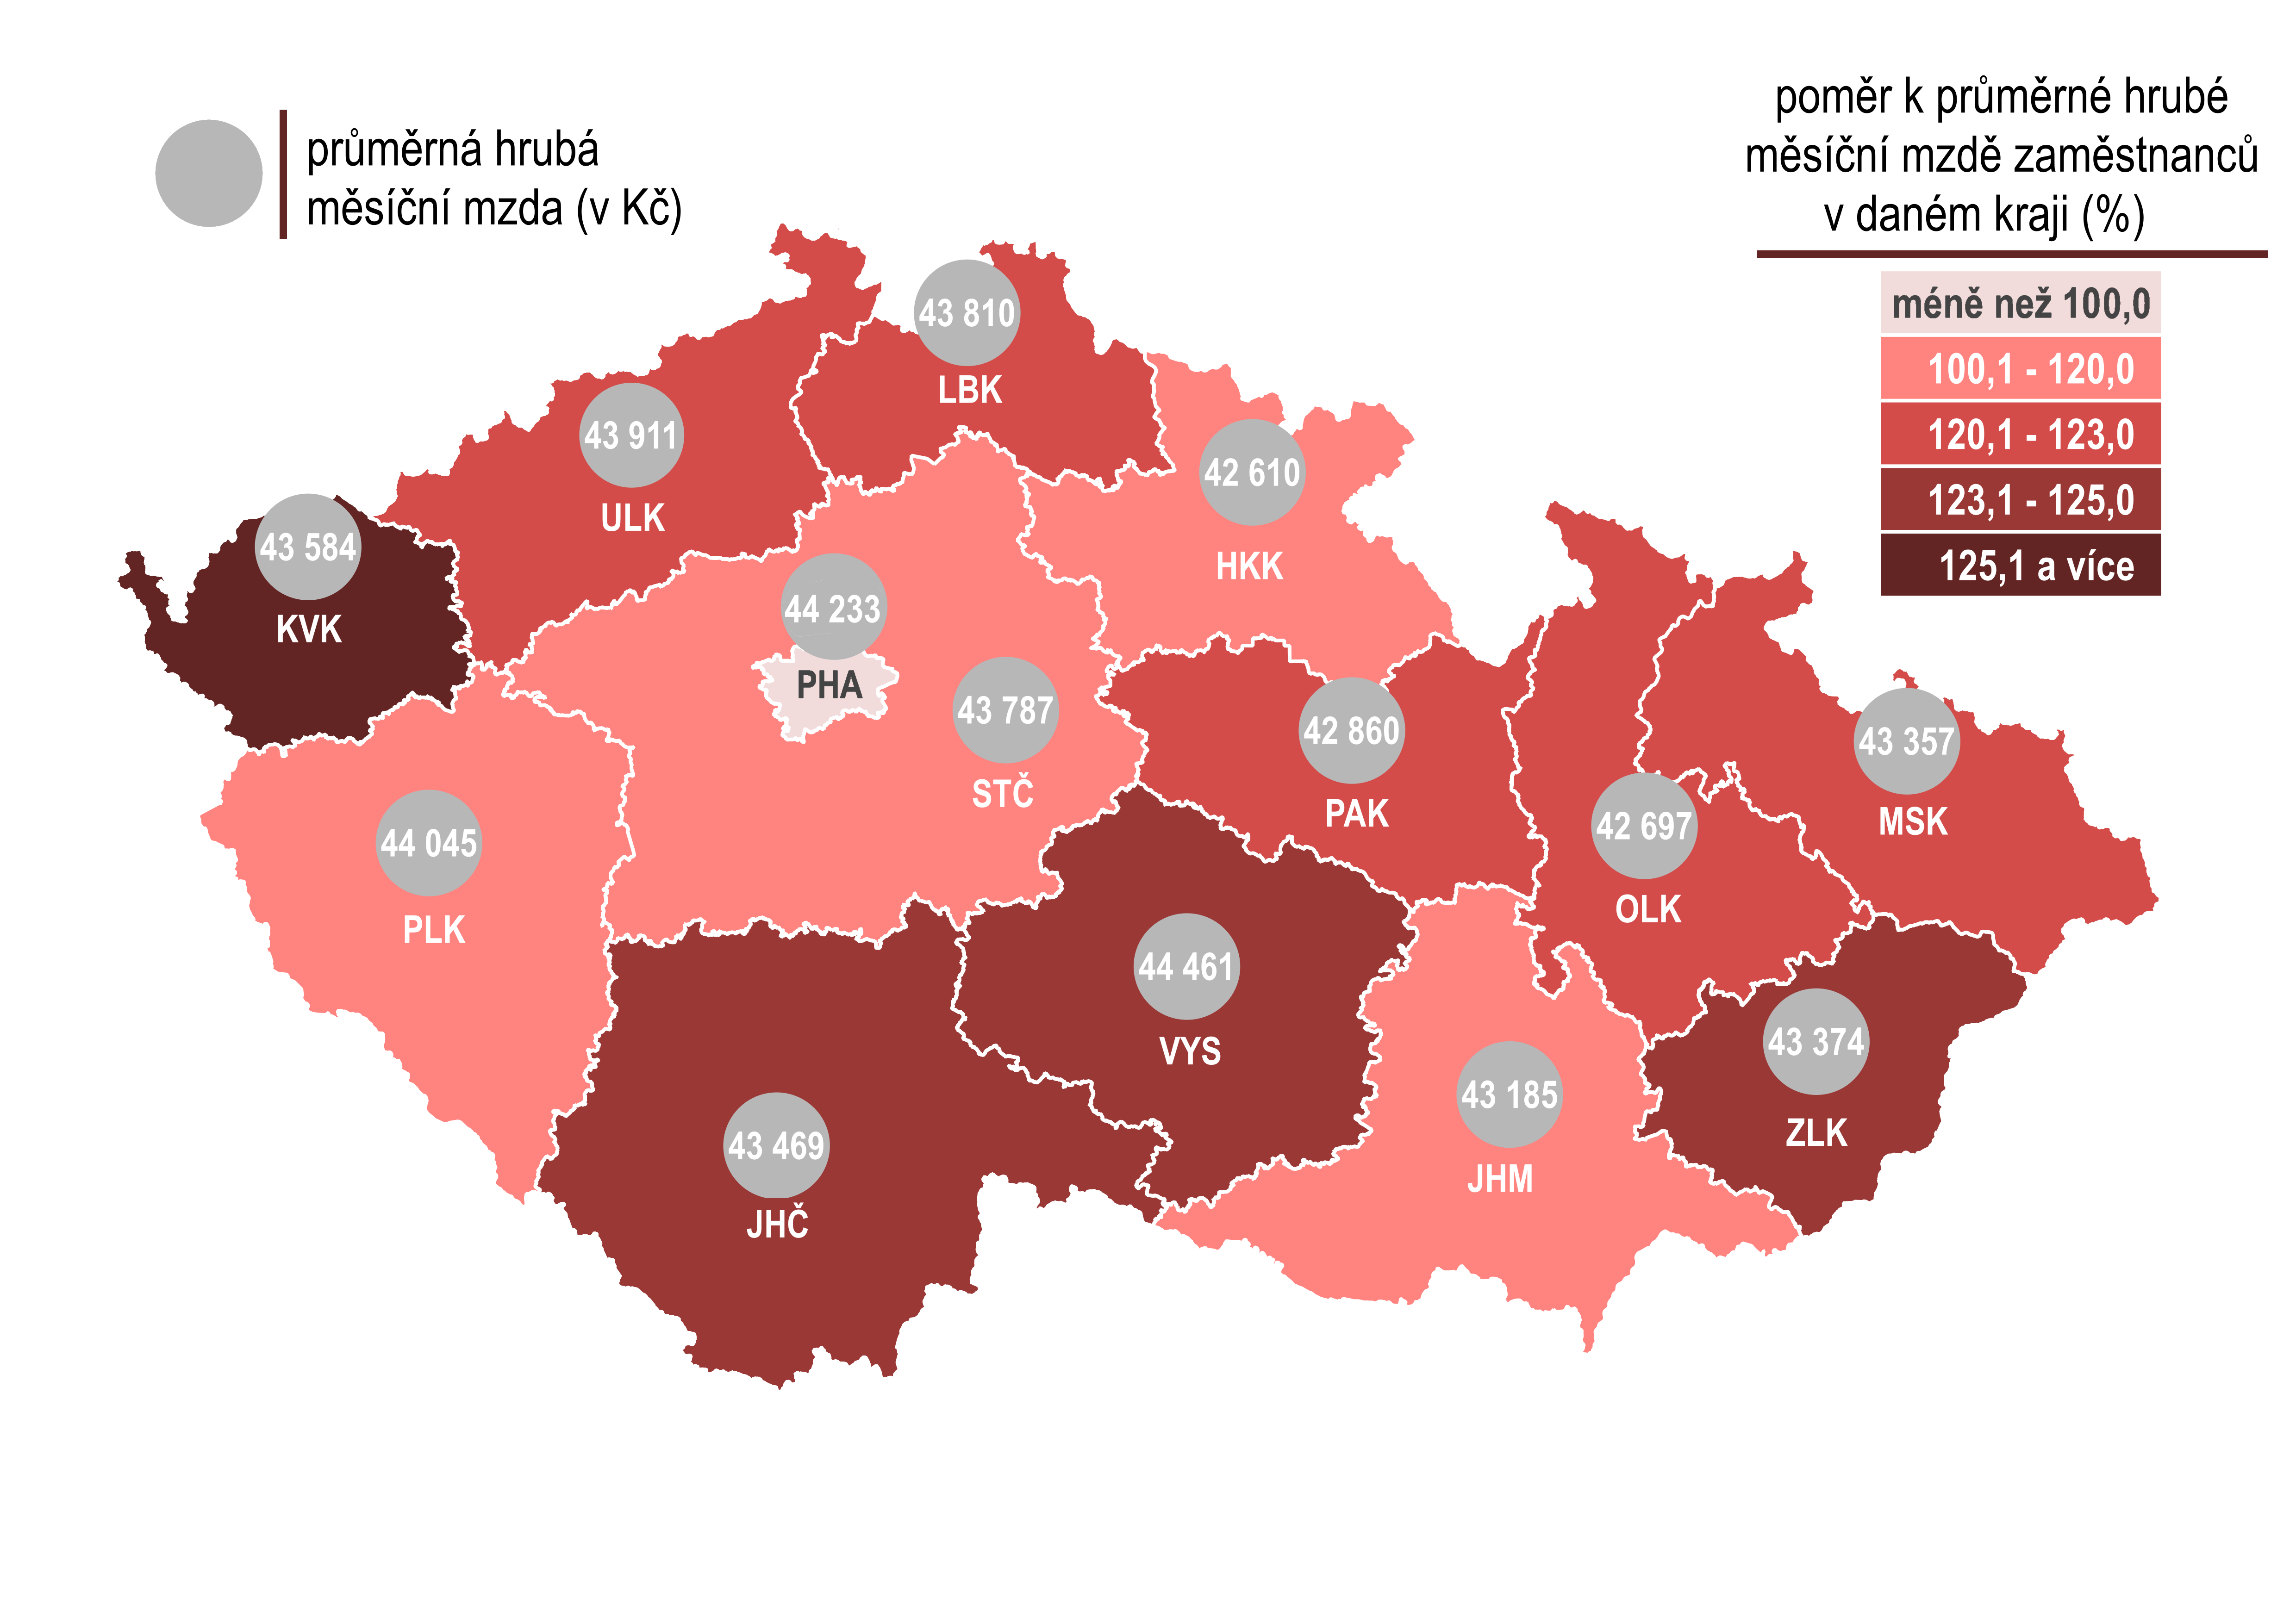 průměrná hrubá
měsíční mzda (v Kč)
poměr k průměrné hrubé
měsíční mzdě zaměstnanců
v daném kraji (%)
méně než 100,0
100,1 - 120,0
120,1 - 123,0
123,1 - 125,0
125,1 a více
43 810
LBK
43 911
ULK
42 610
HKK
43 584
KVK
44 233
PHA
43 787
STČ
42 860
PAK
43 357
MSK
42 697
OLK
44 045
PLK
44 461
VYS
43 374
ZLK
43 185
JHM
43 469
JHČ